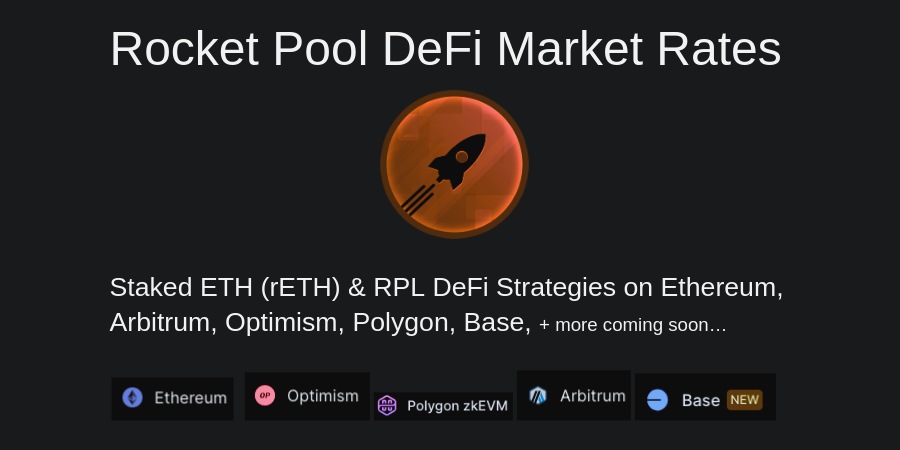 Rocket Pool DeFi Market Rates
Staked ETH (rETH) & RPL DeFi Strategies on Ethereum,
Arbitrum, Optimism, Polygon, Base, + more coming soon…
Ethereum OP Optimism Polygon zkEVM Arbitrum Base NEW